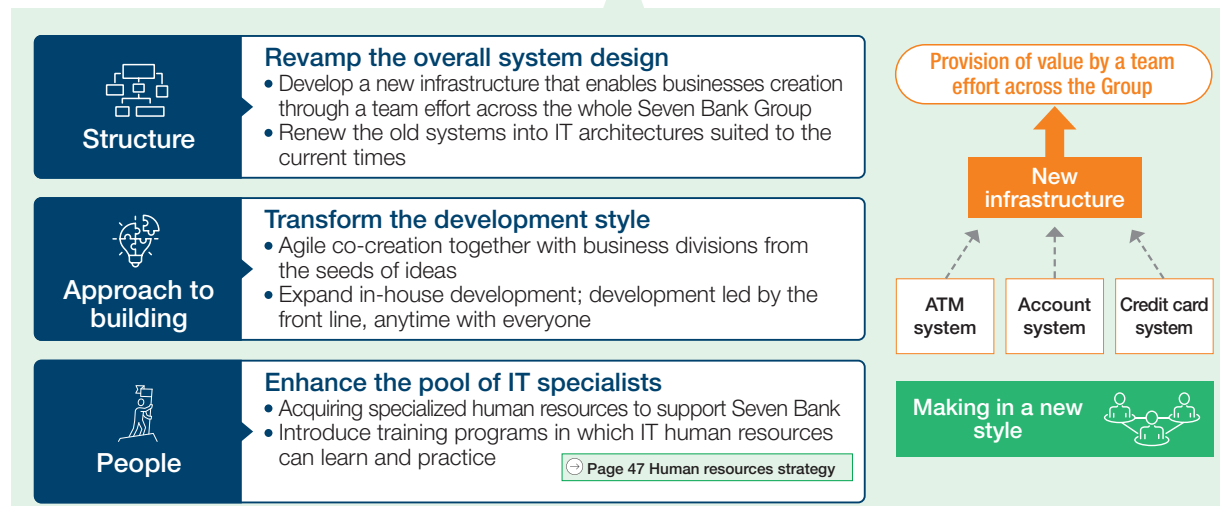 Structure
Revamp the overall system design
• Develop a new infrastructure that enables businesses creation
through a team effort across the whole Seven Bank Group
• Renew the old systems into IT architectures suited to the
current times
Approach to
building
Transform the development style
• Agile co-creation together with business divisions from
the seeds of ideas
• Expand in-house development; development led by the
front line, anytime with everyone
People
Enhance the pool of IT specialists
• Acquiring specialized human resources to support Seven Bank
• Introduce training programs in which IT human resources
can learn and practice
Page 47 Human resources strategy
Provision of value by a team
effort across the Group
New
infrastructure
ATM
system
Account
system
Credit card
system
Making in a new
style